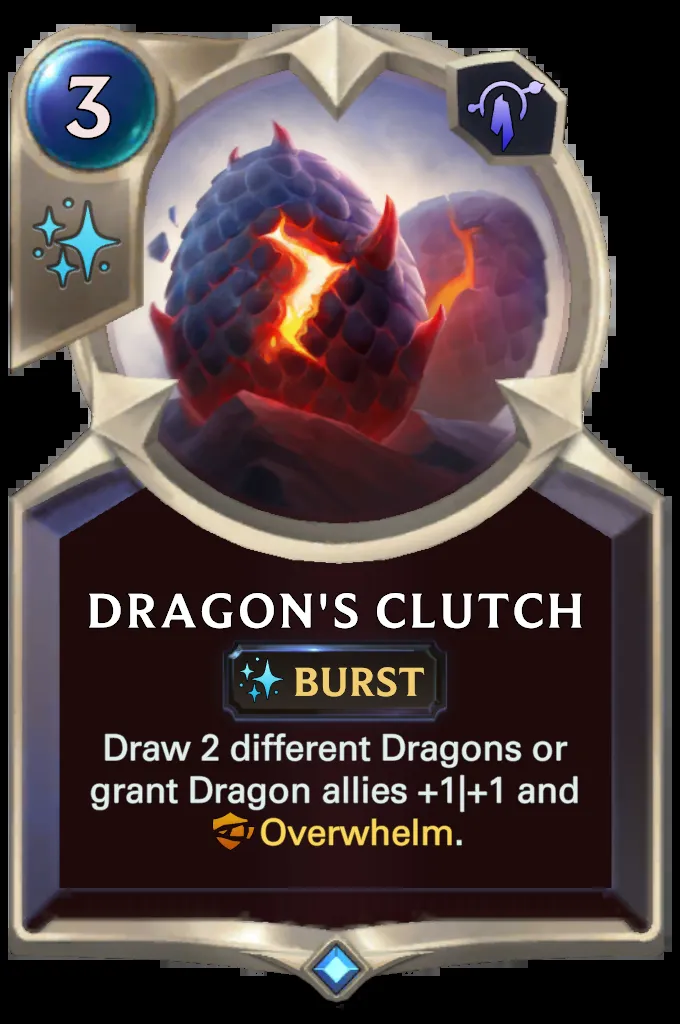 3
DRAGON'S CLUTCH
BURST
Draw 2 different Dragons or
grant Dragon allies +1|+1 and
Overwhelm.